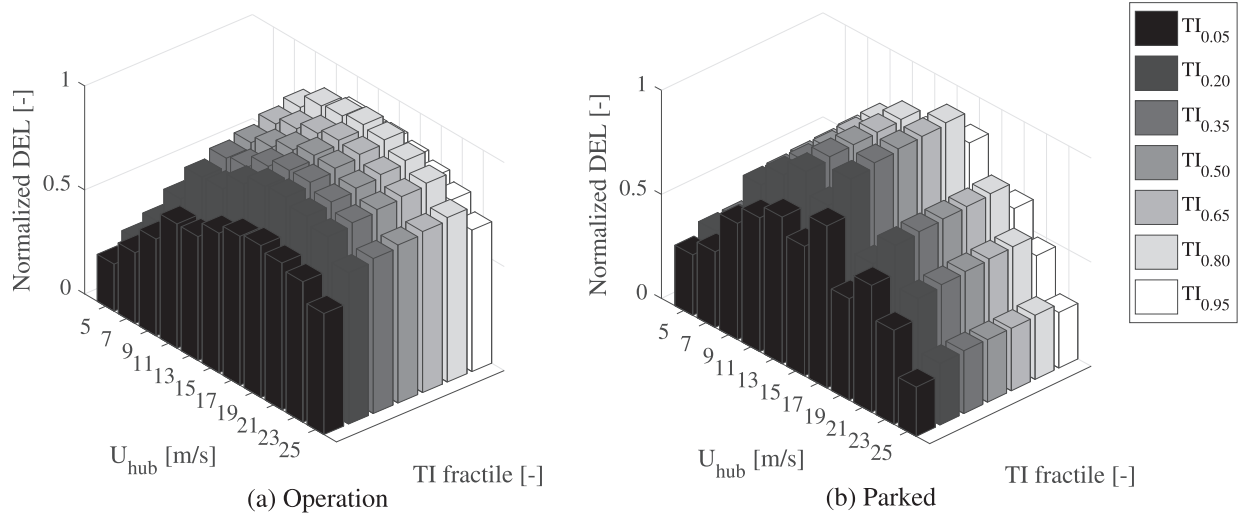 Normalized DEL [-]
1
0.5
0
5
7
9
11
13
15
17
19
21
23
25
U_hub [m/s]
TI fractile [-]
(a) Operation
Normalized DEL [-]
1
0.5
0
5
7
9
11
13
15
17
19
21
23
25
U_hub [m/s]
TI fractile [-]
(b) Parked
TI_0.05
TI_0.20
TI_0.35
TI_0.50
TI_0.65
TI_0.80
TI_0.95